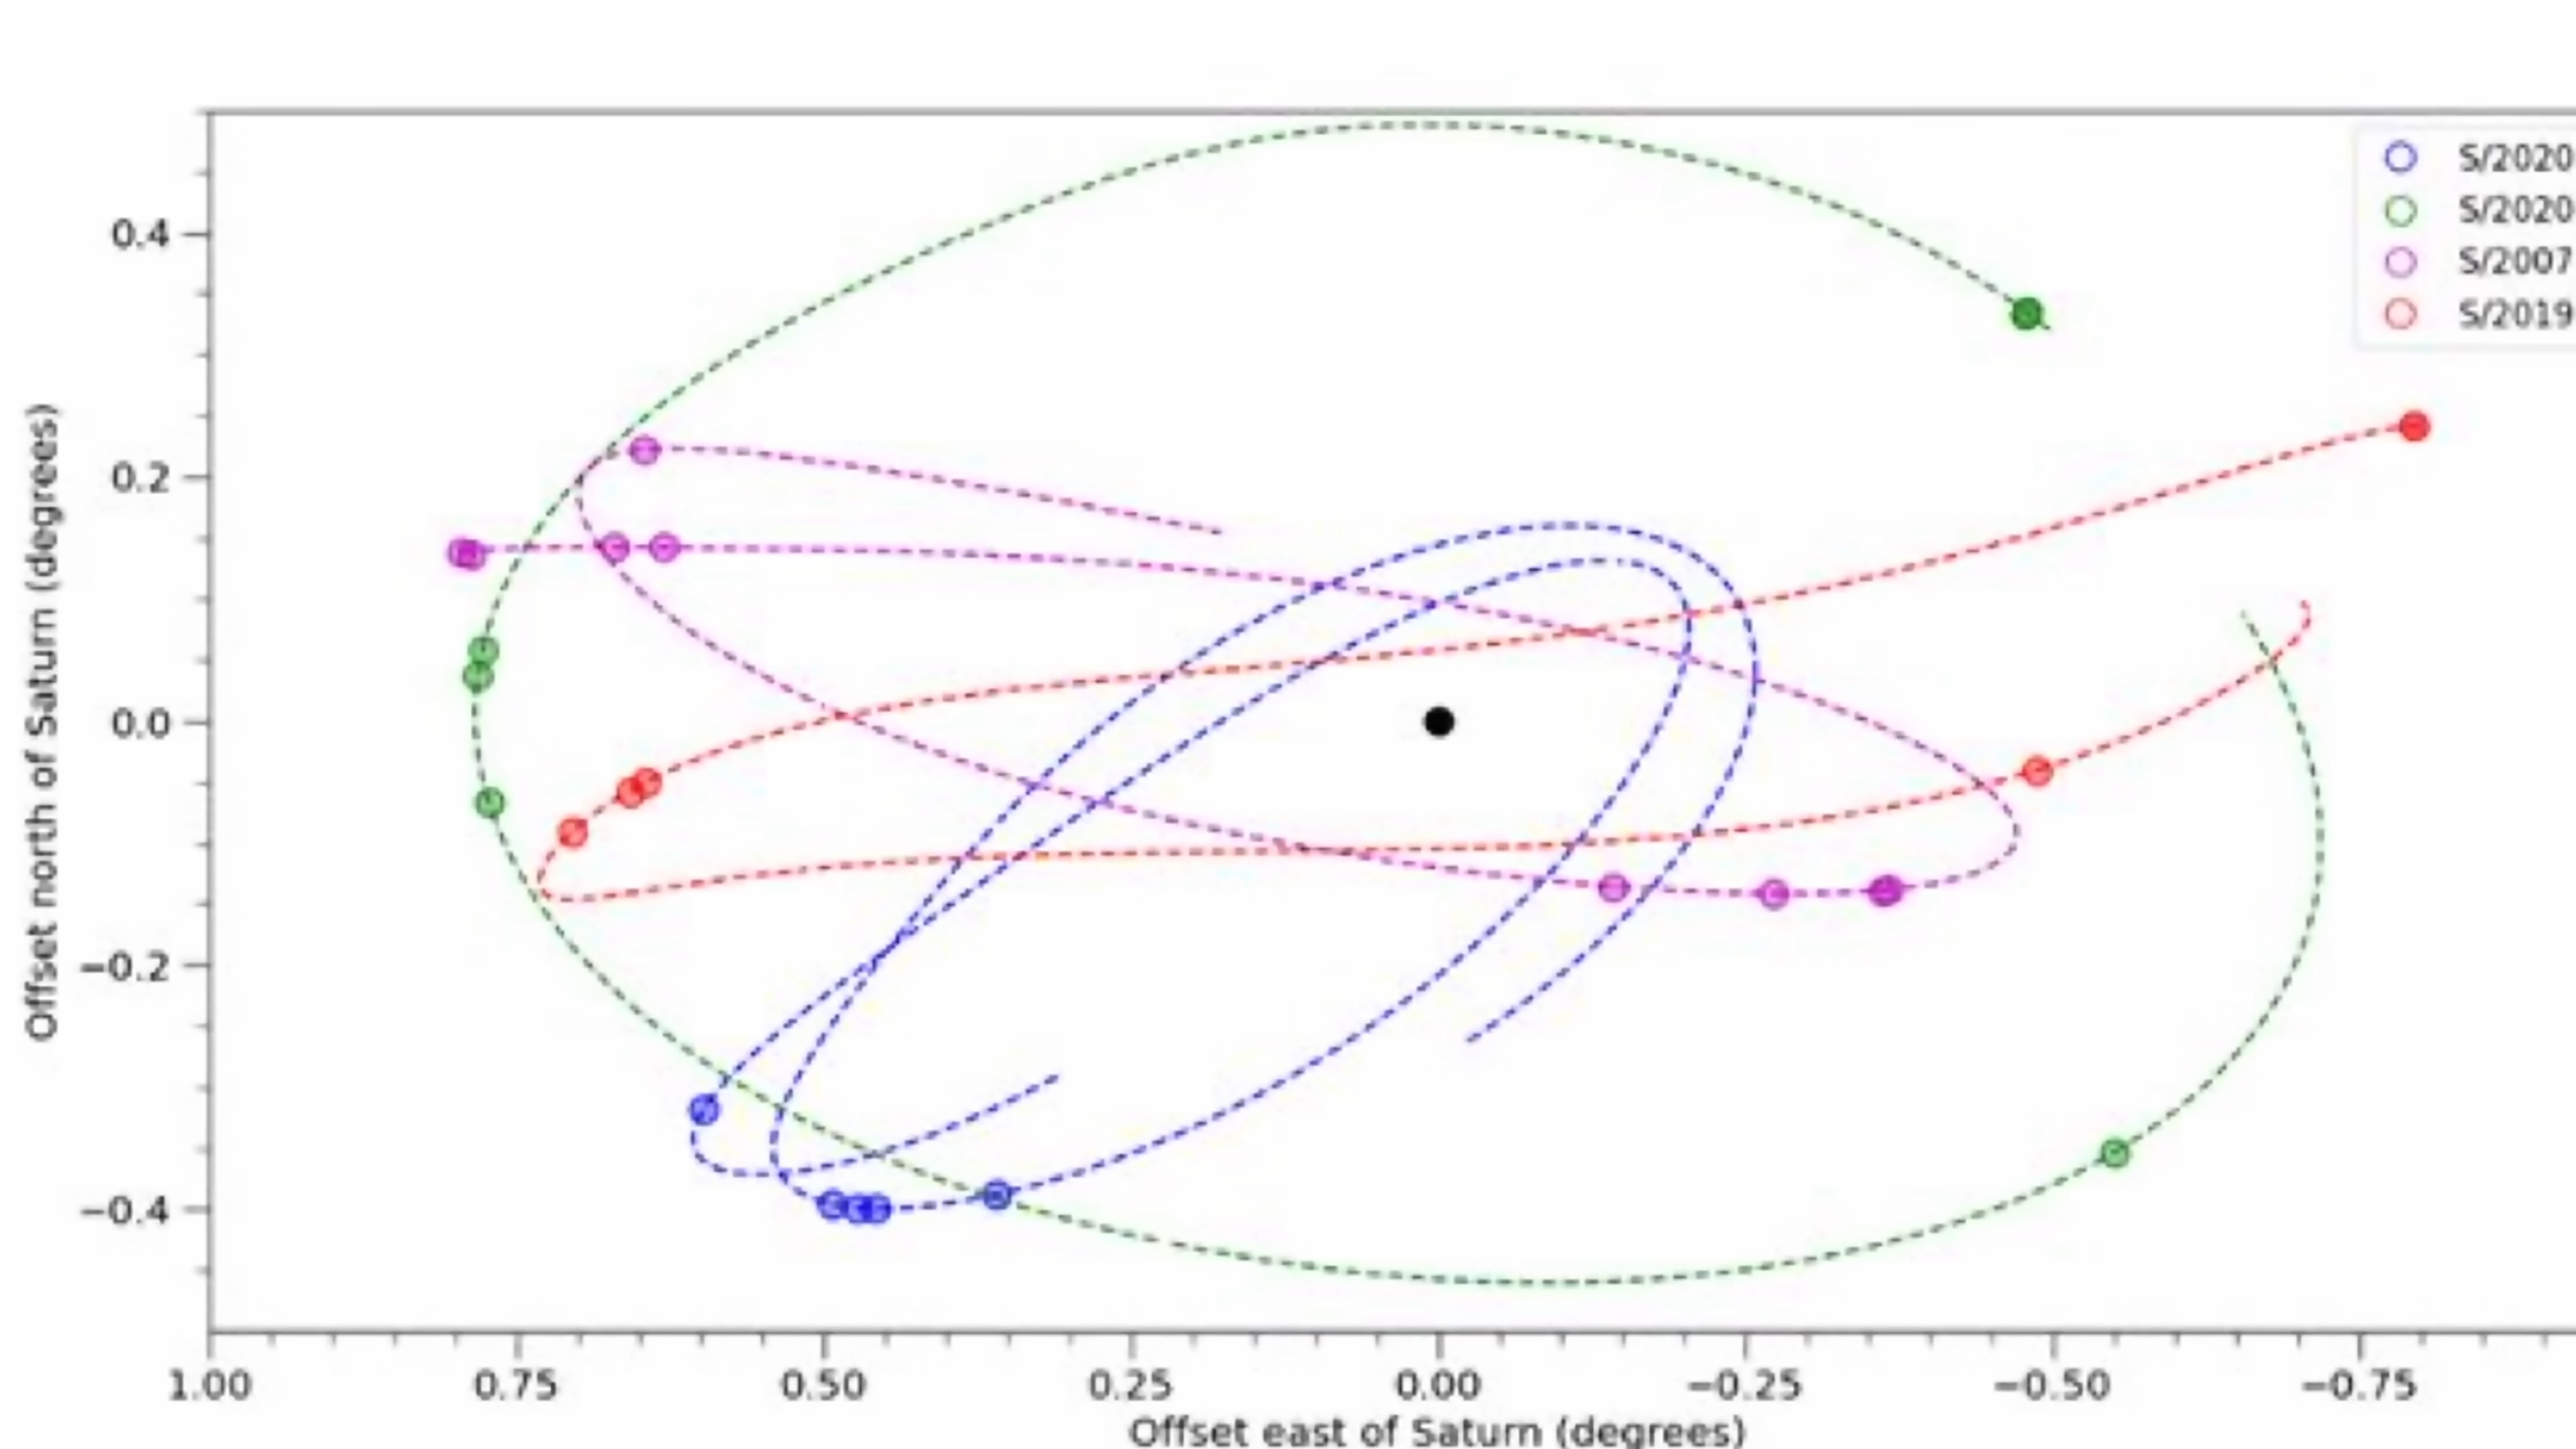 S/2020
S/2020
S/2007
S/2019
0.4
0.2
0.0
−0.2
−0.4
Offset north of Saturn (degrees)
1.00 0.75 0.50 0.25 0.00 −0.25 −0.50 −0.75
Offset east of Saturn (degrees)